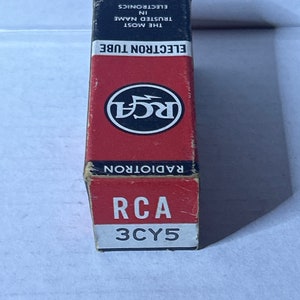 THE MOST
TRUSTED NAME
IN
ELECTRONICS
ELECTRON TUBE
RCA
RADIOTRON
RCA
3CY5